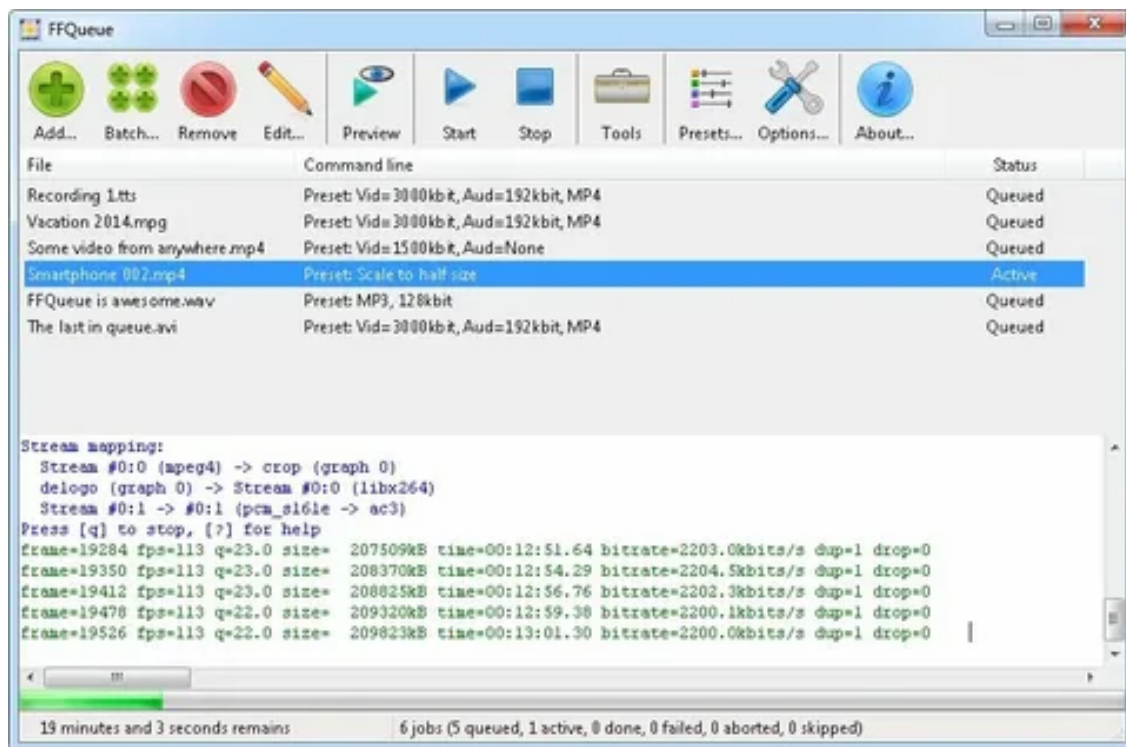 FFQueue
Add... Batch... Remove Edit... Preview Start Stop Tools Presets... Options... About...
File Command line Status
Recording 1.tts Preset: Vid=3000kbit, Aud=192kbit, MP4 Queued
Vacation 2014.mpg Preset: Vid=3000kbit, Aud=192kbit, MP4 Queued
Some video from anywhere.mp4 Preset: Vid=1500kbit, Aud=None Queued
Smartphone 002.mp4 Preset: Scale to half size Active
FFQueue is awesome.wav Preset: MP3, 128kbit Queued
The last in queue.avi Preset: Vid=3000kbit, Aud=192kbit, MP4 Queued
Stream mapping:
Stream #0:0 (mpeg4) -> crop (graph 0)
delogo (graph 0) -> Stream #0:0 (libx264)
Stream #0:1 -> #0:1 (pcm_s16le -> ac3)
Press [q] to stop, [?] for help
frame=19284 fps=113 q=23.0 size= 207509kB time=00:12:51.64 bitrate=2203.0kbits/s dup=1 drop=0
frame=19350 fps=113 q=23.0 size= 208370kB time=00:12:54.29 bitrate=2204.5kbits/s dup=1 drop=0
frame=19412 fps=113 q=23.0 size= 208825kB time=00:12:56.76 bitrate=2202.3kbits/s dup=1 drop=0
frame=19478 fps=113 q=22.0 size= 209320kB time=00:12:59.38 bitrate=2200.1kbits/s dup=1 drop=0
frame=19526 fps=113 q=22.0 size= 209823kB time=00:13:01.30 bitrate=2200.0kbits/s dup=1 drop=0
19 minutes and 3 seconds remains 6 jobs (5 queued, 1 active, 0 done, 0 failed, 0 aborted, 0 skipped)